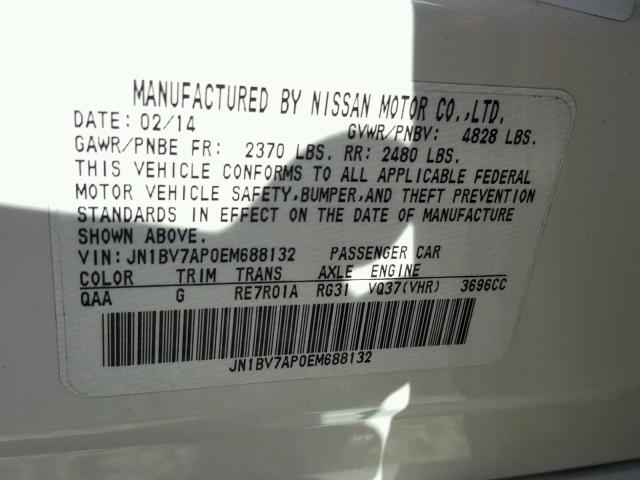 MANUFACTURED BY NISSAN MOTOR CO.,LTD.
DATE: 02/14 GVWR/PNBV: 4828 LBS.
GAWR/PNBE FR: 2370 LBS. RR: 2480 LBS.
THIS VEHICLE CONFORMS TO ALL APPLICABLE FEDERAL
MOTOR VEHICLE SAFETY,BUMPER,AND THEFT PREVENTION
STANDARDS IN EFFECT ON THE DATE OF MANUFACTURE
SHOWN ABOVE.
VIN:JN1BV7AP0EM688132 PASSENGER CAR
COLOR TRIM TRANS AXLE ENGINE
QAA G RE7R01A RG31 VQ37(VHR) 3696CC
JN1BV7AP0EM688132